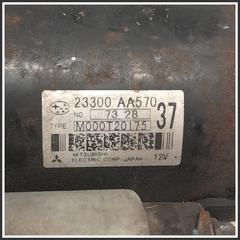 23300 AA570
NO. 73 28 37
TYPE M000T20175
MITSUBISHI
ELECTRIC CORP. JAPAN 12V